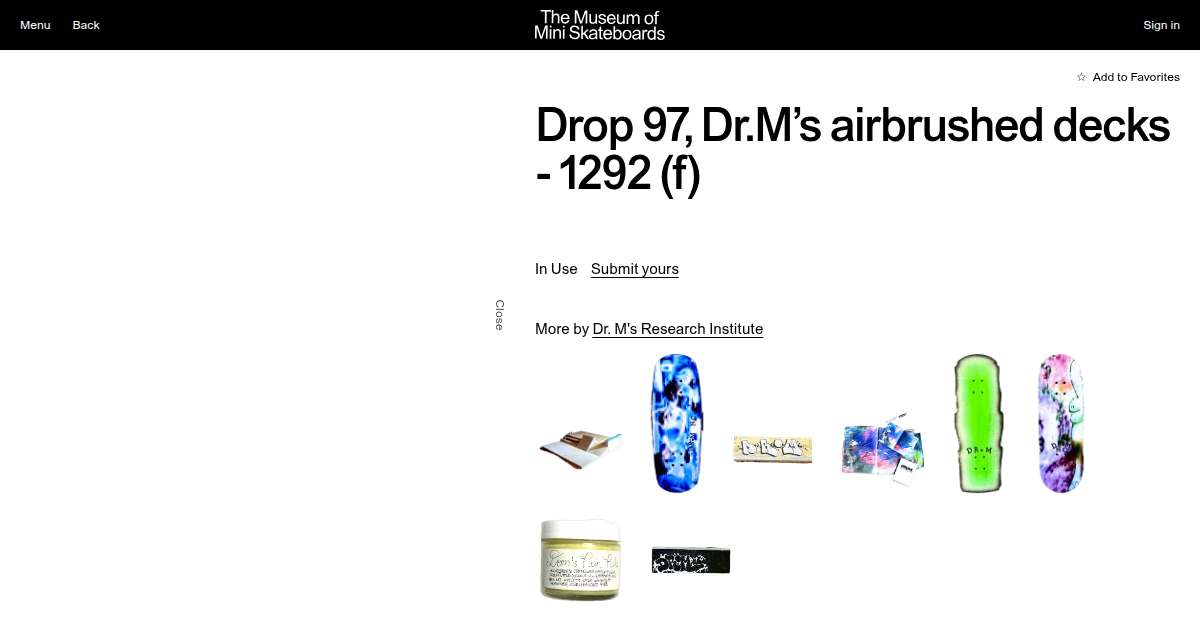 Menu
Back
The Museum of
Mini Skateboards
Sign in
☆ Add to Favorites
Drop 97, Dr.M’s airbrushed decks
- 1292 (f)
In Use
Submit yours
Close
More by Dr. M's Research Institute
DR•M